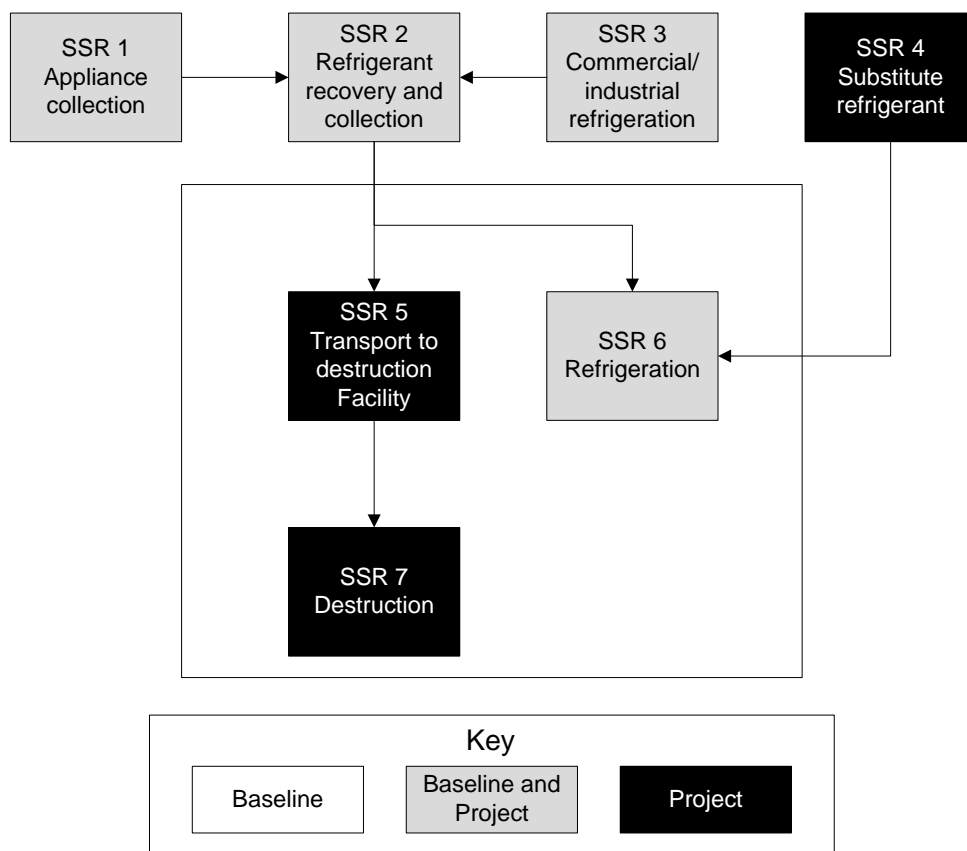 SSR 1
Appliance
collection
SSR 2
Refrigerant
recovery and
collection
SSR 3
Commercial/
industrial
refrigeration
SSR 4
Substitute
refrigerant
SSR 5
Transport to
destruction
Facility
SSR 6
Refrigeration
SSR 7
Destruction
Key
Baseline
Baseline and
Project
Project